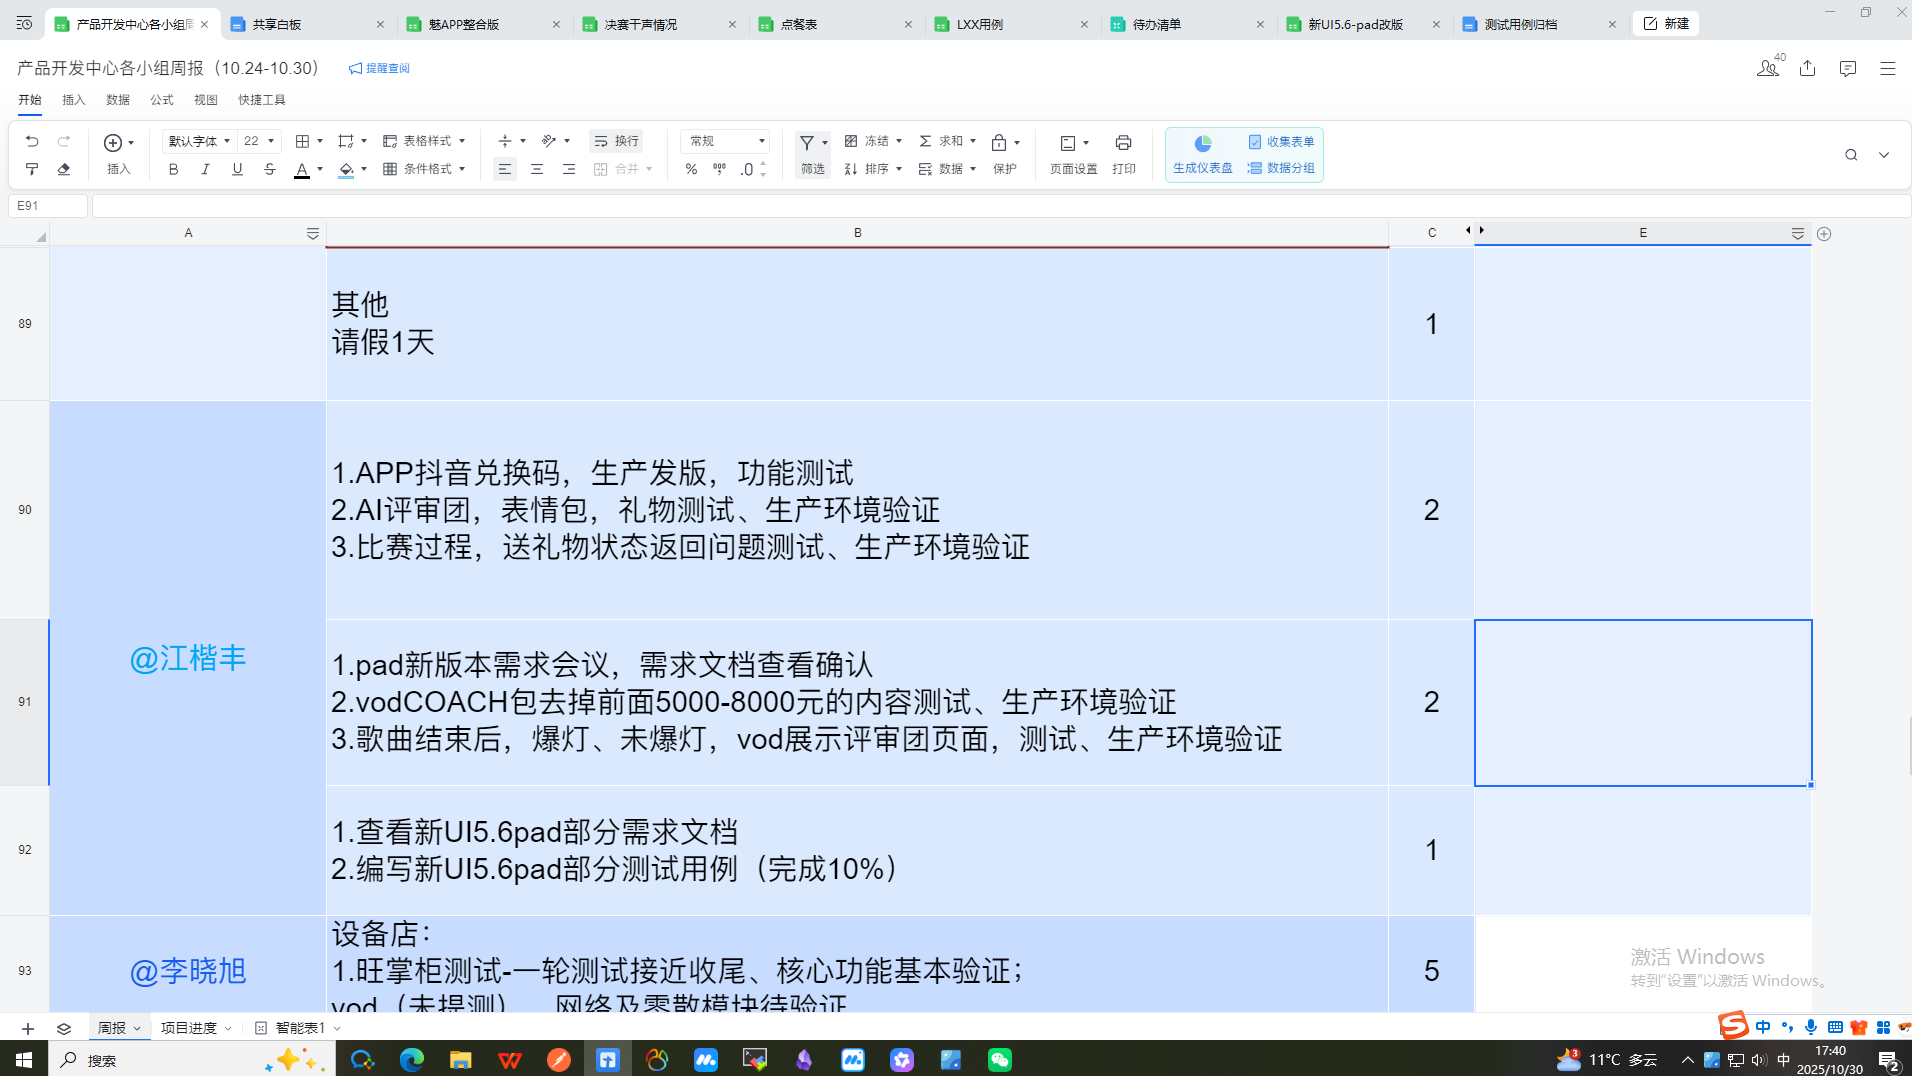 产品开发中心各小组周
共享白板
魅APP整合版
决赛干声情况
点餐表
LXX用例
待办清单
新UI5.6-pad改版
测试用例归档
新建
产品开发中心各小组周报（10.24-10.30）
提醒查阅
40
开始
插入
数据
公式
视图
快捷工具
默认字体
22
表格样式
换行
常规
冻结
求和
收集表单
插入
B
I
U
S
A
条件格式
合并
%
.0
筛选
排序
数据
保护
页面设置
打印
生成仪表盘
数据分组
E91
A
B
C
E
89
其他
请假1天
1
90
1.APP抖音兑换码，生产发版，功能测试
2.AI评审团，表情包，礼物测试、生产环境验证
3.比赛过程，送礼物状态返回问题测试、生产环境验证
2
@江楷丰
91
1.pad新版本需求会议，需求文档查看确认
2.vodCOACH包去掉前面5000-8000元的内容测试、生产环境验证
3.歌曲结束后，爆灯、未爆灯，vod展示评审团页面，测试、生产环境验证
2
92
1.查看新UI5.6pad部分需求文档
2.编写新UI5.6pad部分测试用例（完成10%）
1
93
@李晓旭
设备店：
1.旺掌柜测试-一轮测试接近收尾、核心功能基本验证；
vod（未提测）、网络及零散模块待验证
5
激活 Windows
转到“设置”以激活 Windows。
周报
项目进度
智能表1
中
搜索
3
11°C 多云
中
17:40
2025/10/30
2